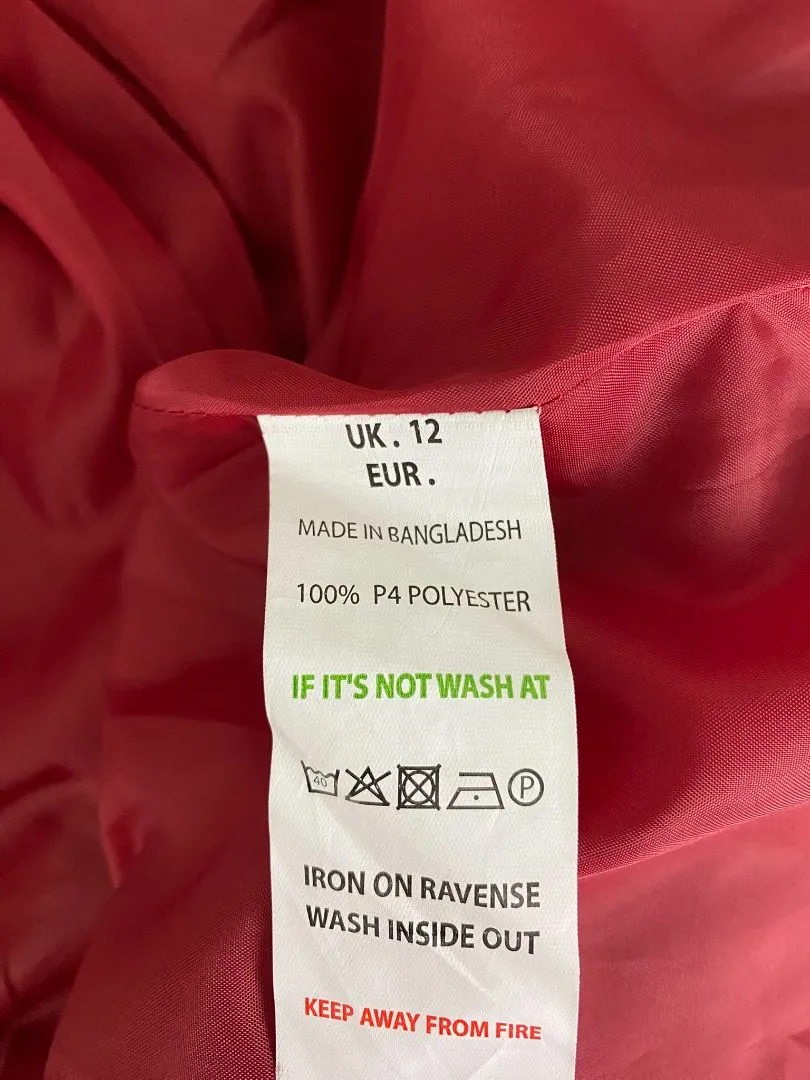 UK . 12
EUR .
MADE IN BANGLADESH
100% P4 POLYESTER
IF IT'S NOT WASH AT
40 P
IRON ON RAVENSE
WASH INSIDE OUT
KEEP AWAY FROM FIRE